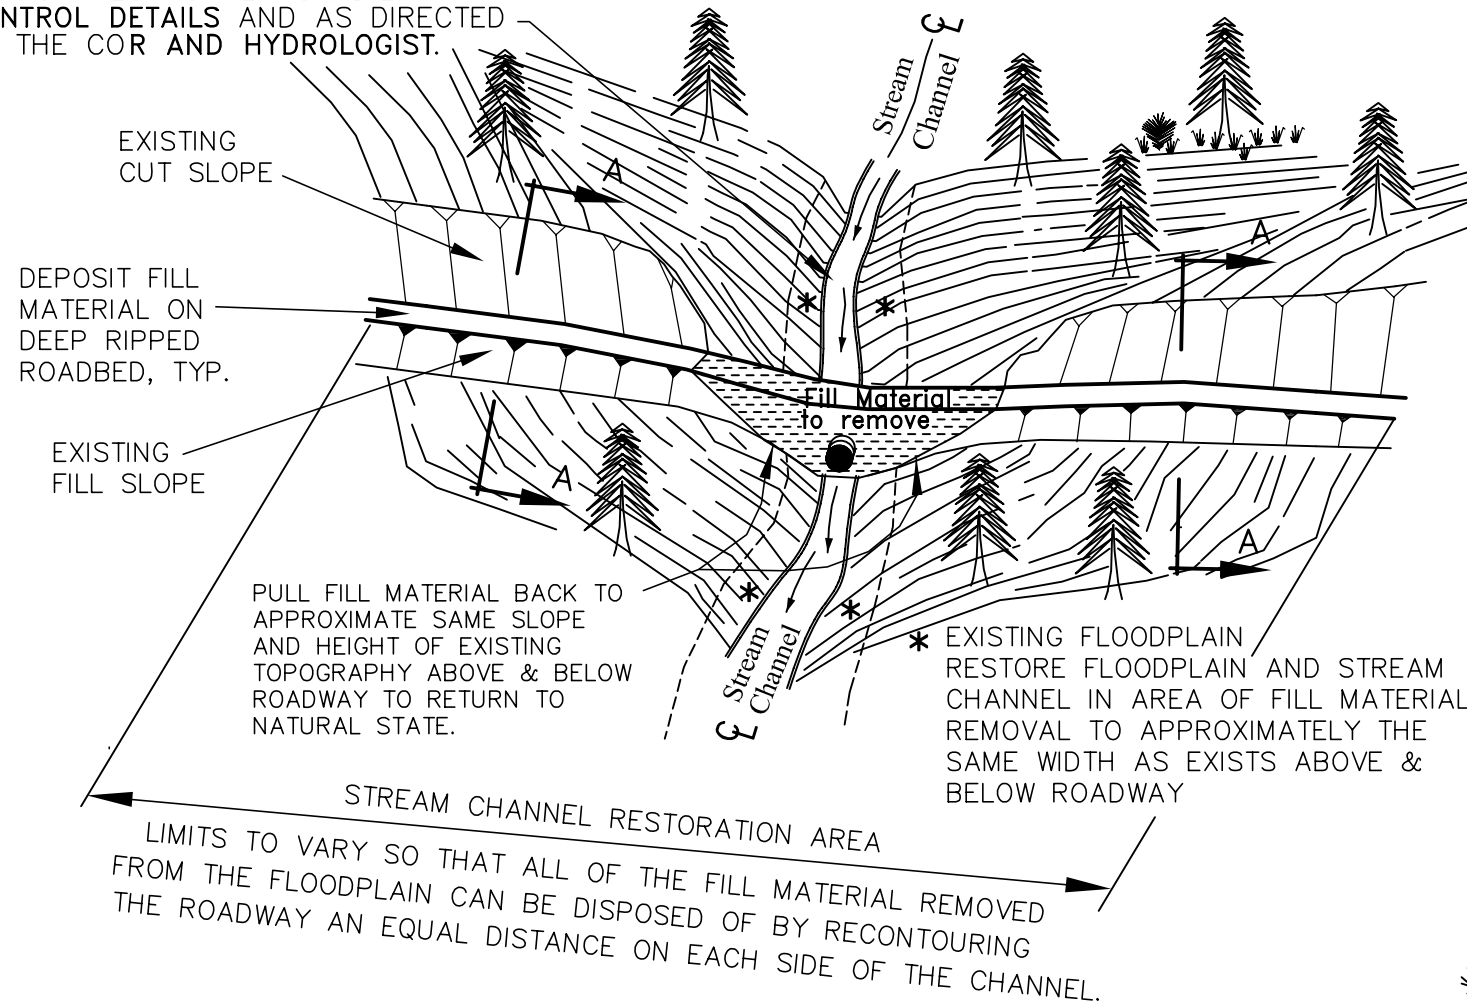 NTROL DETAILS AND AS DIRECTED
THE COR AND HYDROLOGIST.
EXISTING
CUT SLOPE
DEPOSIT FILL
MATERIAL ON
DEEP RIPPED
ROADBED, TYP.
EXISTING
FILL SLOPE
CL
Stream
Channel
A
A
Fill Material
to remove
A
A
PULL FILL MATERIAL BACK TO
APPROXIMATE SAME SLOPE
AND HEIGHT OF EXISTING
TOPOGRAPHY ABOVE & BELOW
ROADWAY TO RETURN TO
NATURAL STATE.
Stream
Channel
CL
* EXISTING FLOODPLAIN
RESTORE FLOODPLAIN AND STREAM
CHANNEL IN AREA OF FILL MATERIAL
REMOVAL TO APPROXIMATELY THE
SAME WIDTH AS EXISTS ABOVE &
BELOW ROADWAY
STREAM CHANNEL RESTORATION AREA
LIMITS TO VARY SO THAT ALL OF THE FILL MATERIAL REMOVED
FROM THE FLOODPLAIN CAN BE DISPOSED OF BY RECONTOURING
THE ROADWAY AN EQUAL DISTANCE ON EACH SIDE OF THE CHANNEL.